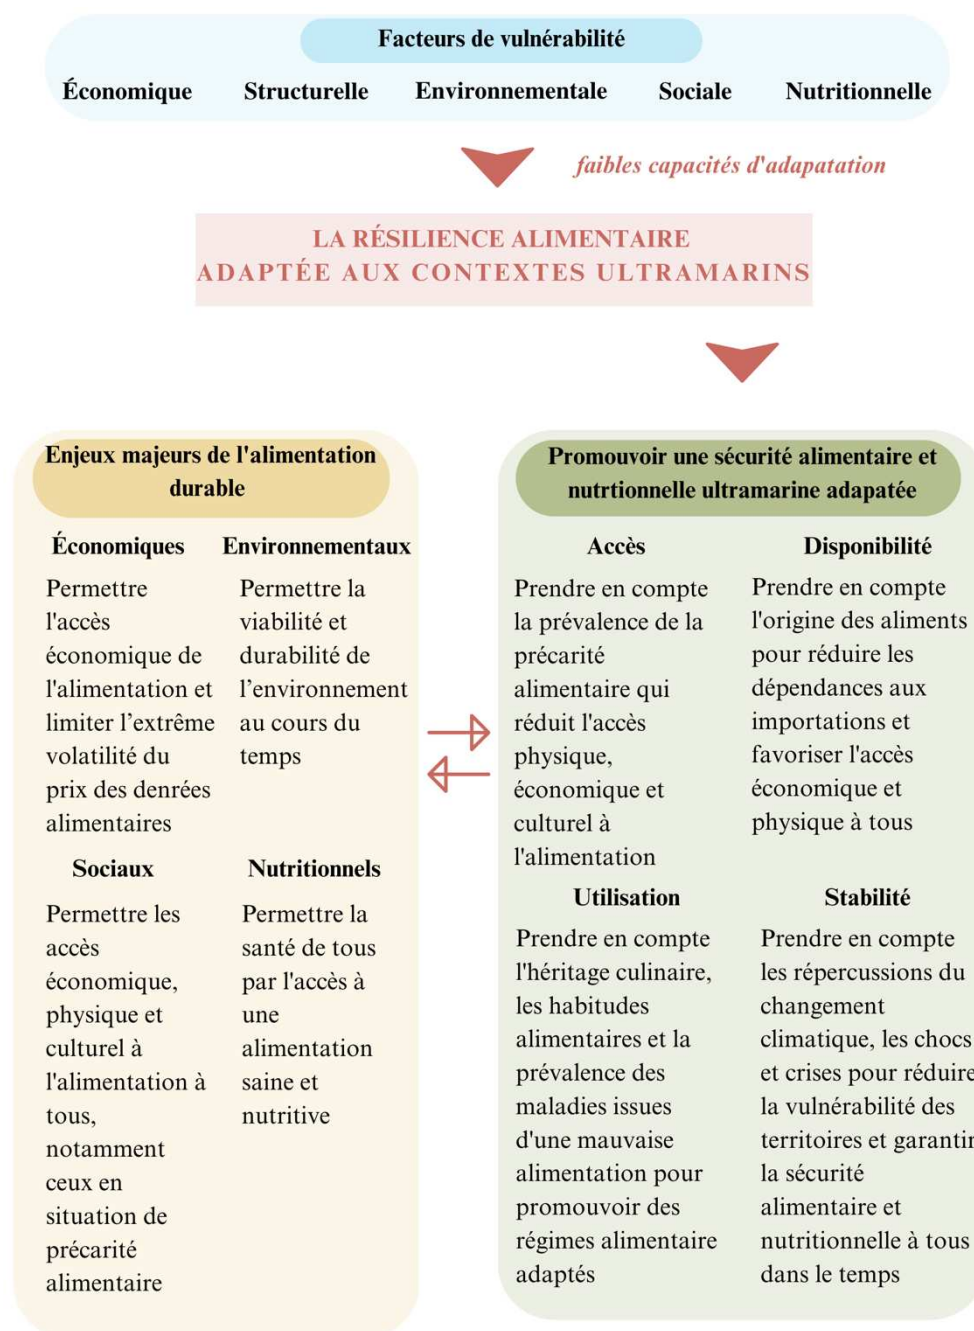 Facteurs de vulnérabilité
Économique Structurelle Environnementale Sociale Nutritionnelle
faibles capacités d'adapatation
LA RÉSILIENCE ALIMENTAIRE
ADAPTÉE AUX CONTEXTES ULTRAMARINS
Enjeux majeurs de l'alimentation
durable
Économiques
Permettre
l'accès
économique de
l'alimentation et
limiter l’extrême
volatilité du
prix des denrées
alimentaires
Environnementaux
Permettre la
viabilité et
durabilité de
l’environnement
au cours du
temps
Sociaux
Permettre les
accès
économique,
physique et
culturel à
l'alimentation à
tous,
notamment
ceux en
situation de
précarité
alimentaire
Nutritionnels
Permettre la
santé de tous
par l'accès à
une
alimentation
saine et
nutritive
Promouvoir une sécurité alimentaire et
nutrtionnelle ultramarine adapatée
Accès
Prendre en compte
la prévalence de la
précarité
alimentaire qui
réduit l'accès
physique,
économique et
culturel à
l'alimentation
Disponibilité
Prendre en compte
l'origine des aliments
pour réduire les
dépendances aux
importations et
favoriser l'accès
économique et
physique à tous
Utilisation
Prendre en compte
l'héritage culinaire,
les habitudes
alimentaires et la
prévalence des
maladies issues
d'une mauvaise
alimentation pour
promouvoir des
régimes alimentaire
adaptés
Stabilité
Prendre en compte
les répercussions du
changement
climatique, les chocs
et crises pour réduire
la vulnérabilité des
territoires et garantir
la sécurité
alimentaire et
nutritionnelle à tous
dans le temps